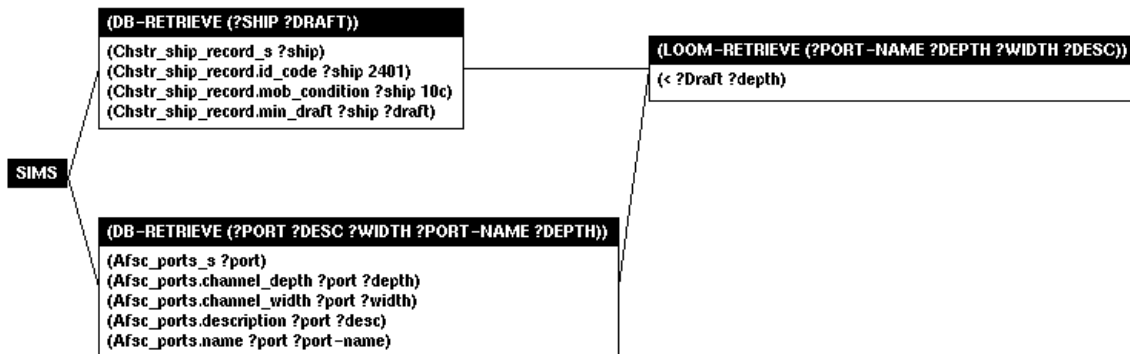 (DB-RETRIEVE (?SHIP ?DRAFT))
(Chstr_ship_record_s ?ship)
(Chstr_ship_record.id_code ?ship 2401)
(Chstr_ship_record.mob_condition ?ship 10c)
(Chstr_ship_record.min_draft ?ship ?draft)
(LOOM-RETRIEVE (?PORT-NAME ?DEPTH ?WIDTH ?DESC))
(< ?Draft ?depth)
SIMS
(DB-RETRIEVE (?PORT ?DESC ?WIDTH ?PORT-NAME ?DEPTH))
(Afsc_ports_s ?port)
(Afsc_ports.channel_depth ?port ?depth)
(Afsc_ports.channel_width ?port ?width)
(Afsc_ports.description ?port ?desc)
(Afsc_ports.name ?port ?port-name)